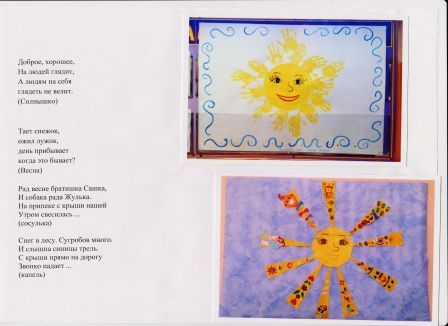 Доброе, хорошее,
На людей глядит,
А людям на себя
глядеть не велит.
(Солнышко)
Тает снежок,
ожил лужок,
день прибывает
когда это бывает?
(Весна)
Рад весне братишка Сашка,
И собака рада Жулька.
На припеке с крыши нашей
Утром свесилась ...
(сосулька)
Снег в лесу. Сугробов много.
И слышна синицы трель.
С крыши прямо на дорогу
Звонко падает ...
(капель)